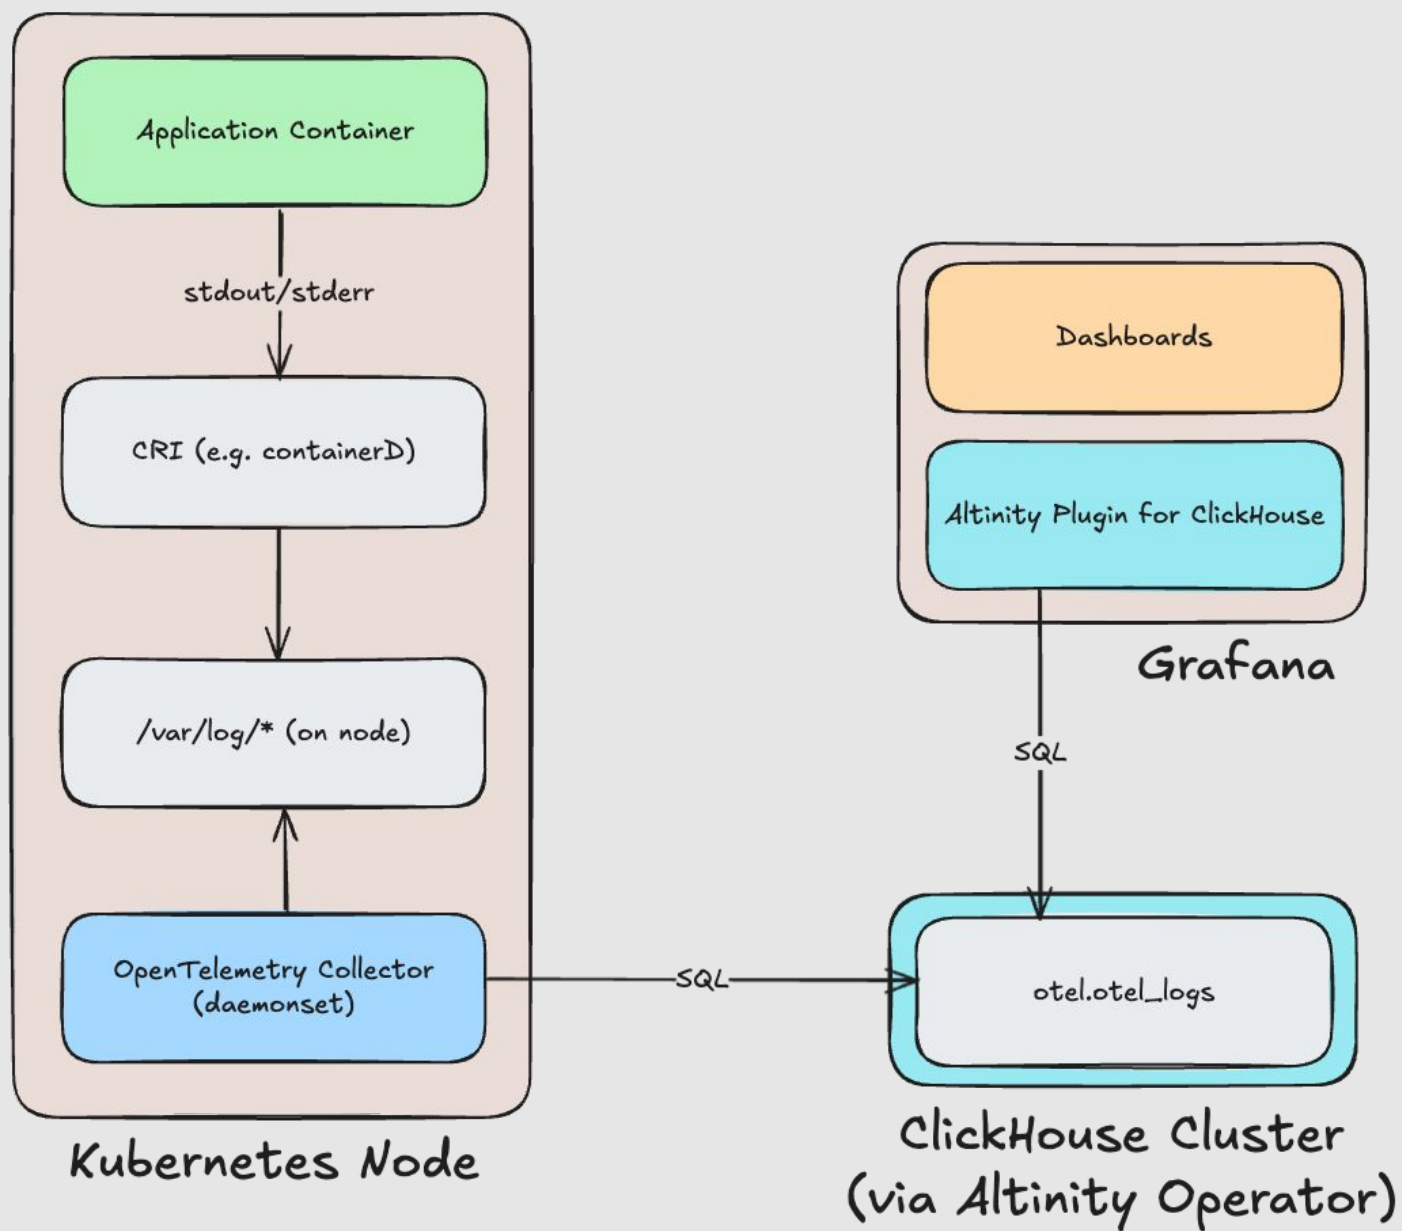 Application Container
stdout/stderr
CRI (e.g. containerD)
/var/log/* (on node)
OpenTelemetry Collector
(daemonset)
Kubernetes Node
SQL
Dashboards
Altinity Plugin for ClickHouse
Grafana
SQL
otel.otel_logs
ClickHouse Cluster
(via Altinity Operator)